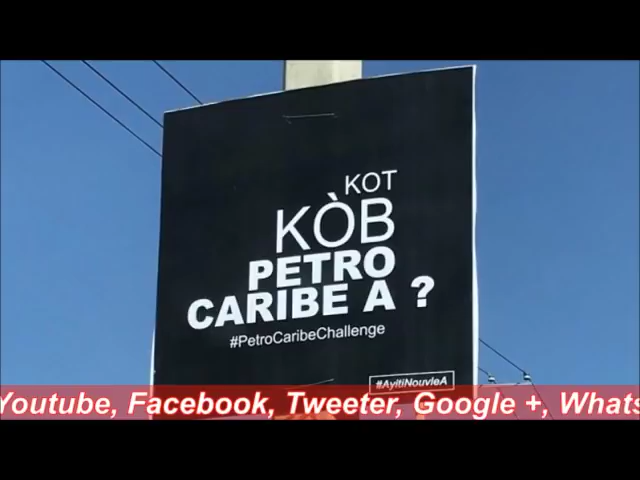 KOT
KÒB
PETRO
CARIBE A ?
#PetroCaribeChallenge
#AyitiNouvleA
Youtube, Facebook, Tweeter, Google +, Whats